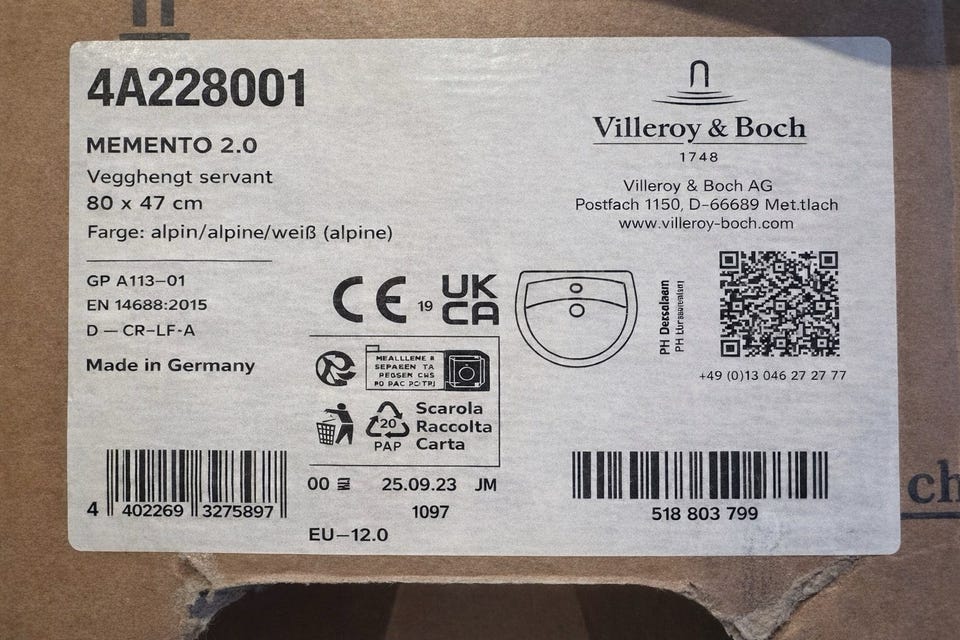 4A228001
MEMENTO 2.0
Vegghengt servant
80 x 47 cm
Farge: alpin/alpine/weiß (alpine)
GP A113-01
EN 14688:2015
D — CR-LF-A
Made in Germany
Villeroy & Boch
1748
Villeroy & Boch AG
Postfach 1150, D-66689 Met.tlach
www.villeroy-boch.com
CE 19 UK
CA
PH
PH
+49 (0)13 046 27 27 77
20
PAP
Scarola
Raccolta
Carta
4 402269 3275897
00 25.09.23 JM
1097
EU-12.0
518 803 799
ch